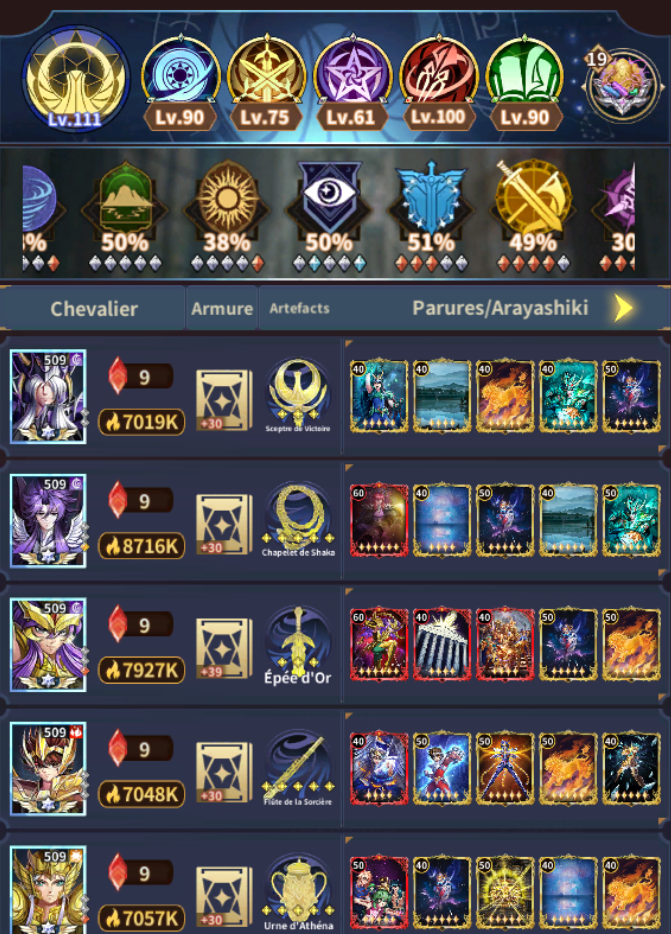 19
Lv.111 Lv.90 Lv.75 Lv.61 Lv.100 Lv.90
% 50% 38% 50% 51% 49% 30
Chevalier Armure Artefacts Parures/Arayashiki
509 9 40 40 40 40 50
7019K +30 Sceptre de Victoire
509 9 60 40 50 40 50
8716K +30 Chapelet de Shaka
509 9 60 40 40 50 50
7927K +39 Épée d'Or
509 9 40 50 50 50 40
7048K +30 Flûte de la Sorcière
509 9 50 40 50 40 40
7057K +30 Urne d'Athéna